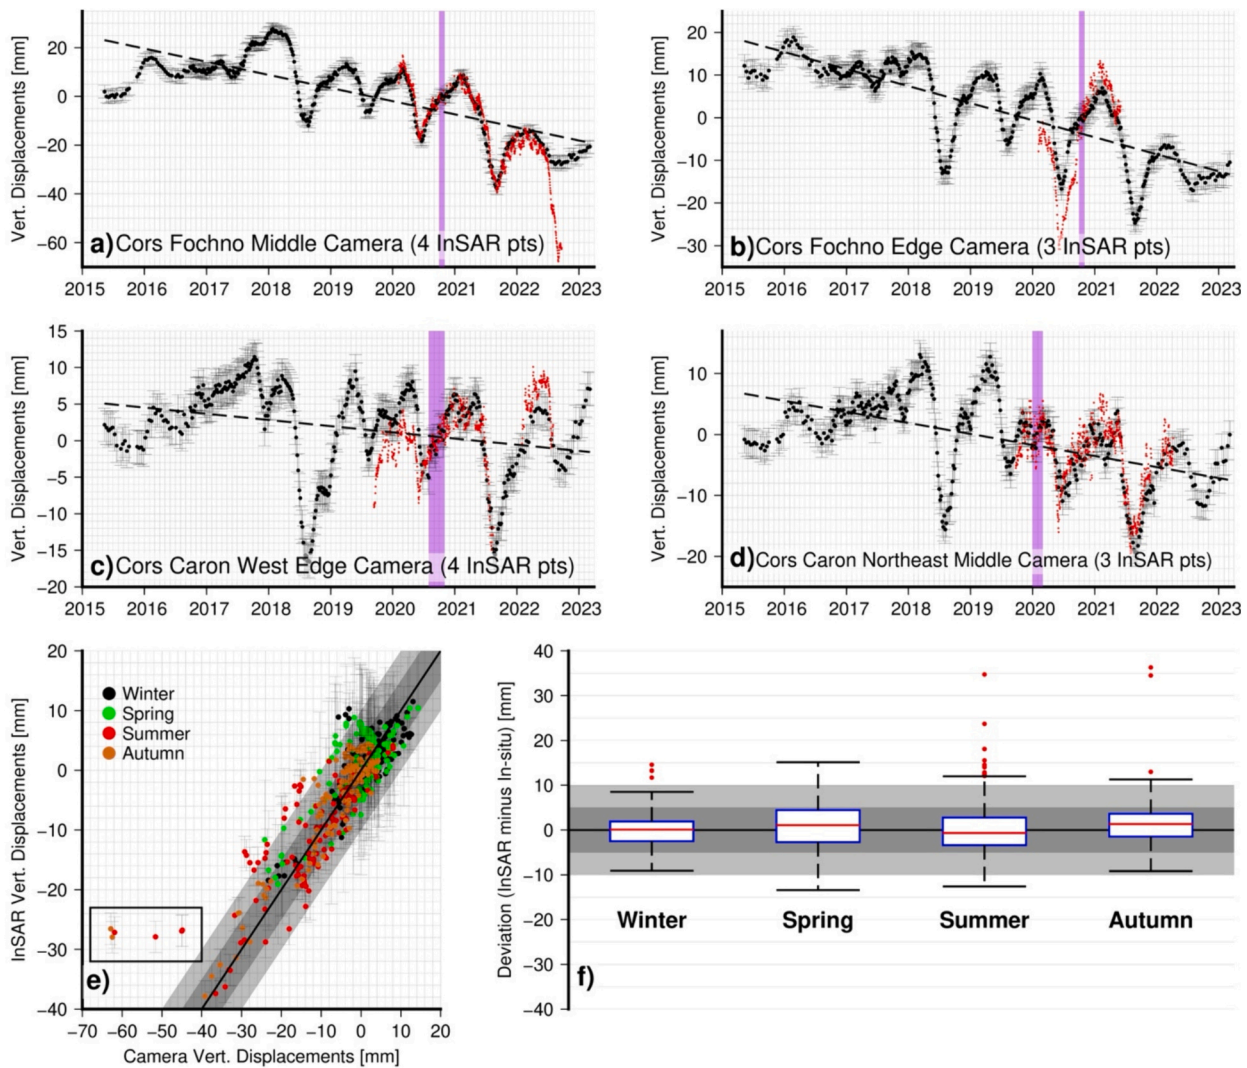 Vert. Displacements [mm]
20
0
−20
−40
−60
a) Cors Fochno Middle Camera (4 InSAR pts)
2015 2016 2017 2018 2019 2020 2021 2022 2023
Vert. Displacements [mm]
20
10
0
−10
−20
−30
b) Cors Fochno Edge Camera (3 InSAR pts)
2015 2016 2017 2018 2019 2020 2021 2022 2023
Vert. Displacements [mm]
15
10
5
0
−5
−10
−15
−20
c) Cors Caron West Edge Camera (4 InSAR pts)
2015 2016 2017 2018 2019 2020 2021 2022 2023
Vert. Displacements [mm]
10
0
−10
−20
d) Cors Caron Northeast Middle Camera (3 InSAR pts)
2015 2016 2017 2018 2019 2020 2021 2022 2023
InSAR Vert. Displacements [mm]
20
10
0
−10
−20
−30
−40
Winter
Spring
Summer
Autumn
e)
−70 −60 −50 −40 −30 −20 −10 0 10 20
Camera Vert. Displacements [mm]
Deviation (InSAR minus In-situ) [mm]
40
30
20
10
0
−10
−20
−30
−40
Winter Spring Summer Autumn
f)